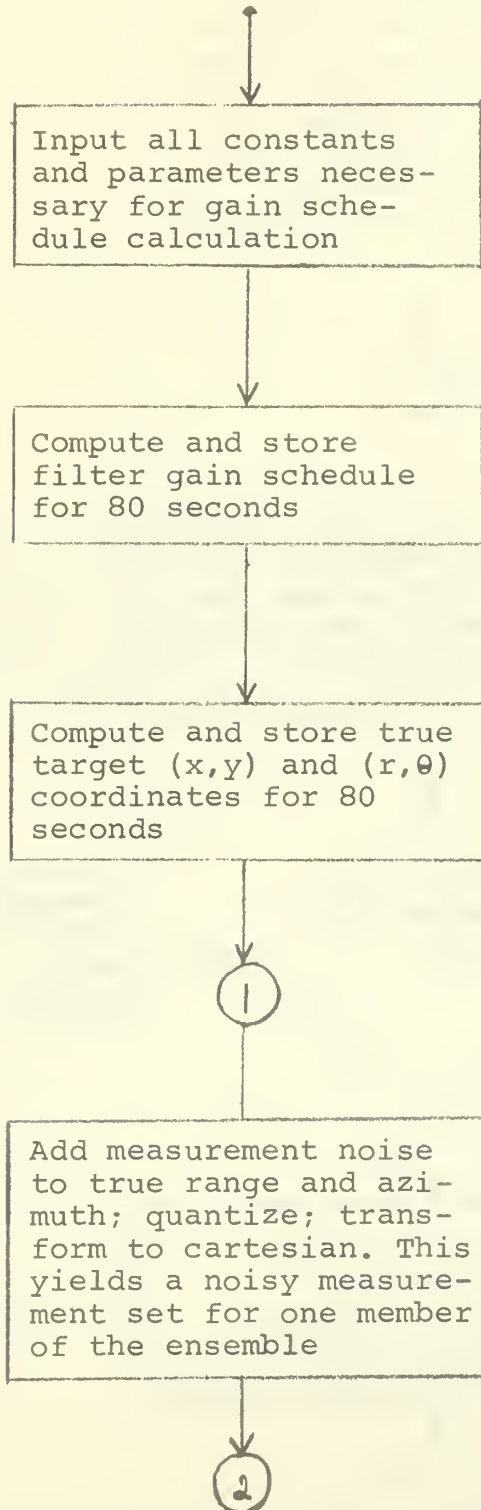 Input all constants
and parameters neces-
sary for gain sche-
dule calculation
Compute and store
filter gain schedule
for 80 seconds
Compute and store true
target (x,y) and (r,θ)
coordinates for 80
seconds
1
Add measurement noise
to true range and azi-
muth; quantize; trans-
form to cartesian. This
yields a noisy measure-
ment set for one member
of the ensemble
2